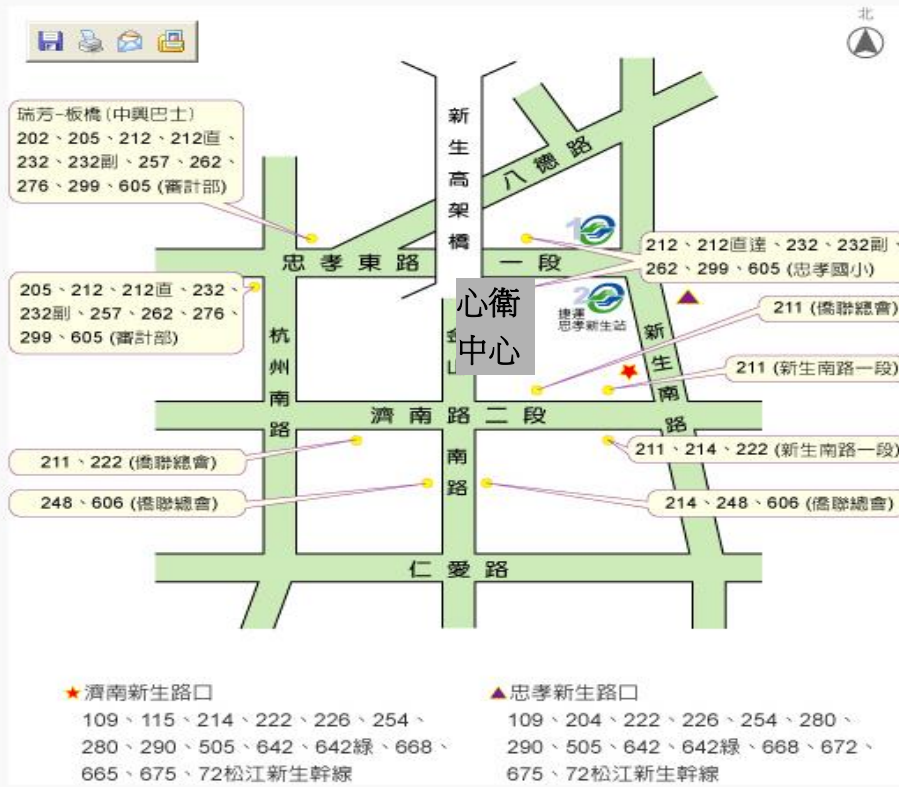 北
瑞芳-板橋(中興巴士)
202、205、212、212直、
232、232副、257、262、
276、299、605 (審計部)
新生高架橋
八德路
1
212、212直達、232、232副、
262、299、605 (忠孝國小)
忠孝東路 一段
205、212、212直、232、
232副、257、262、276、
299、605 (審計部)
心衛
中心
2
捷運
忠孝新生站
211 (僑聯總會)
杭州南路
金山南路
新生南路
211 (新生南路一段)
濟南路二段
211、222 (僑聯總會)
211、214、222 (新生南路一段)
248、606 (僑聯總會)
214、248、606 (僑聯總會)
仁愛路
濟南新生路口
109、115、214、222、226、254、
280、290、505、642、642綠、668、
665、675、72松江新生幹線
忠孝新生路口
109、204、222、226、254、280、
290、505、642、642綠、668、672、
675、72松江新生幹線